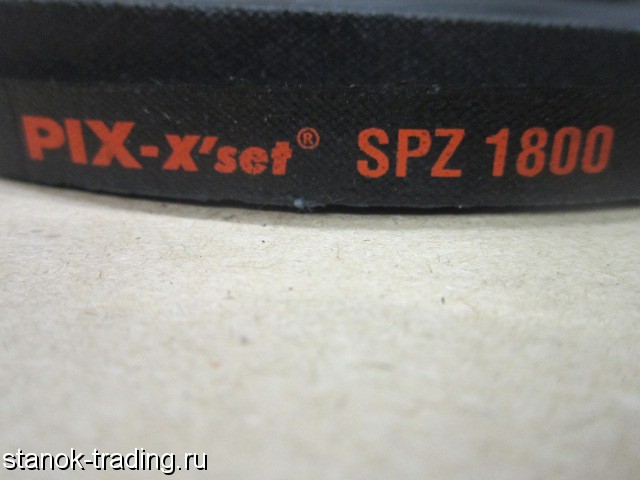 PIX-X'set® SPZ 1800
stanok-trading.ru